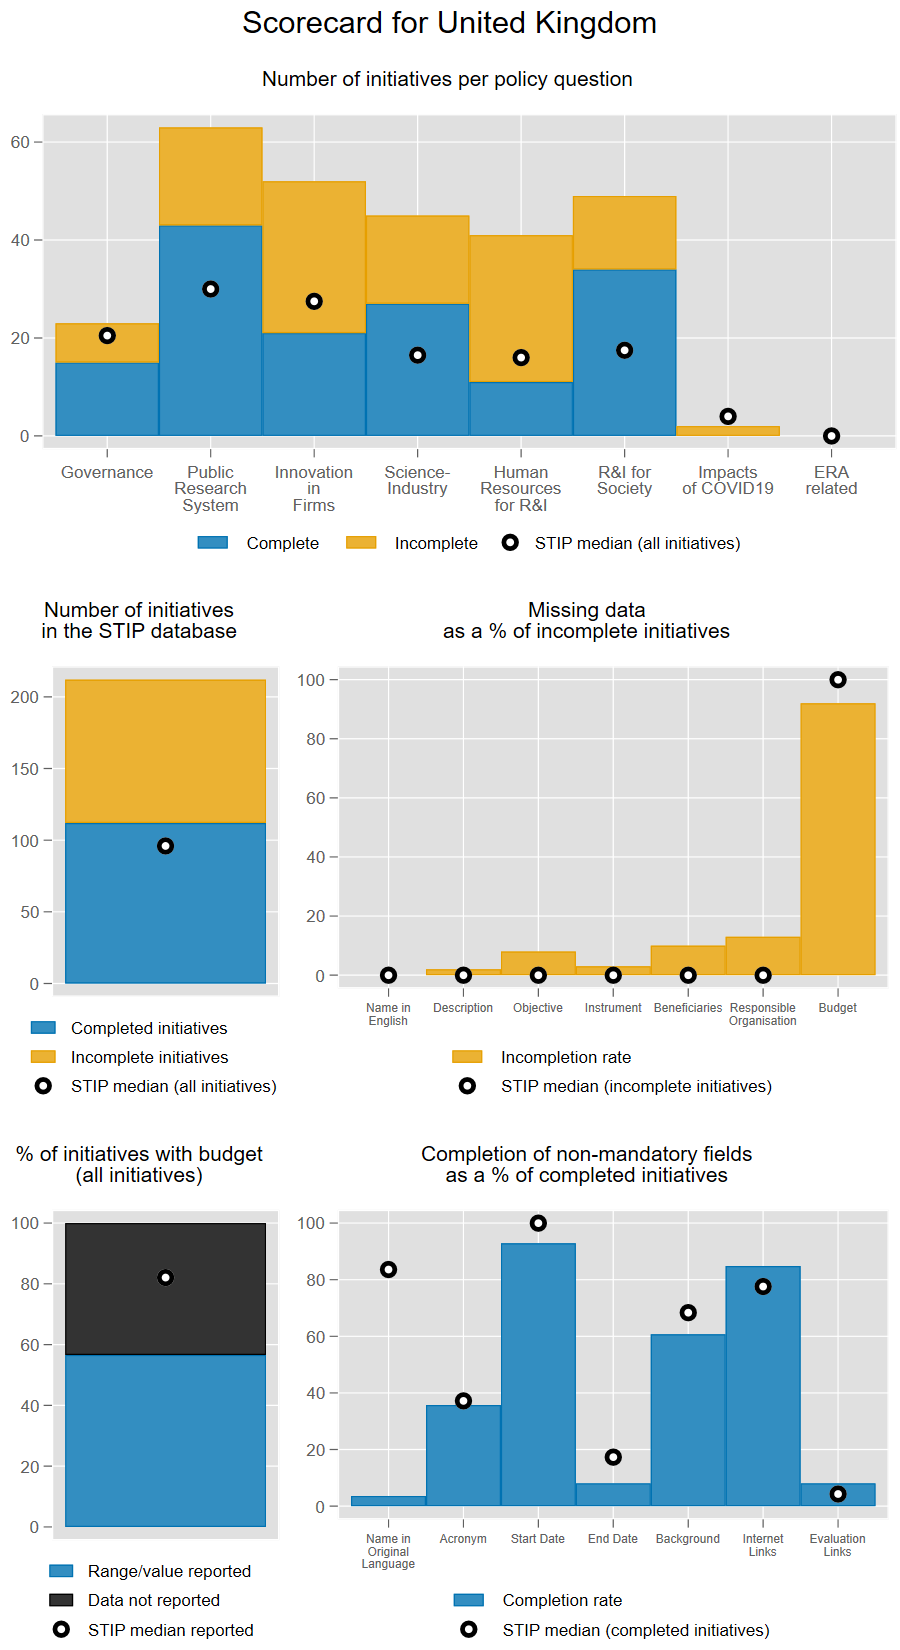 Scorecard for United Kingdom
Number of initiatives per policy question
60
40
20
0
Governance
Public
Research
System
Innovation
in
Firms
Science-
Industry
Human
Resources
for R&I
R&I for
Society
Impacts
of COVID19
ERA
related
Complete
Incomplete
STIP median (all initiatives)
Number of initiatives
in the STIP database
200
150
100
50
0
Completed initiatives
Incomplete initiatives
STIP median (all initiatives)
Missing data
as a % of incomplete initiatives
100
80
60
40
20
0
Name in
English
Description
Objective
Instrument
Beneficiaries
Responsible
Organisation
Budget
Incompletion rate
STIP median (incomplete initiatives)
% of initiatives with budget
(all initiatives)
100
80
60
40
20
0
Range/value reported
Data not reported
STIP median reported
Completion of non-mandatory fields
as a % of completed initiatives
100
80
60
40
20
0
Name in
Original
Language
Acronym
Start Date
End Date
Background
Internet
Links
Evaluation
Links
Completion rate
STIP median (completed initiatives)